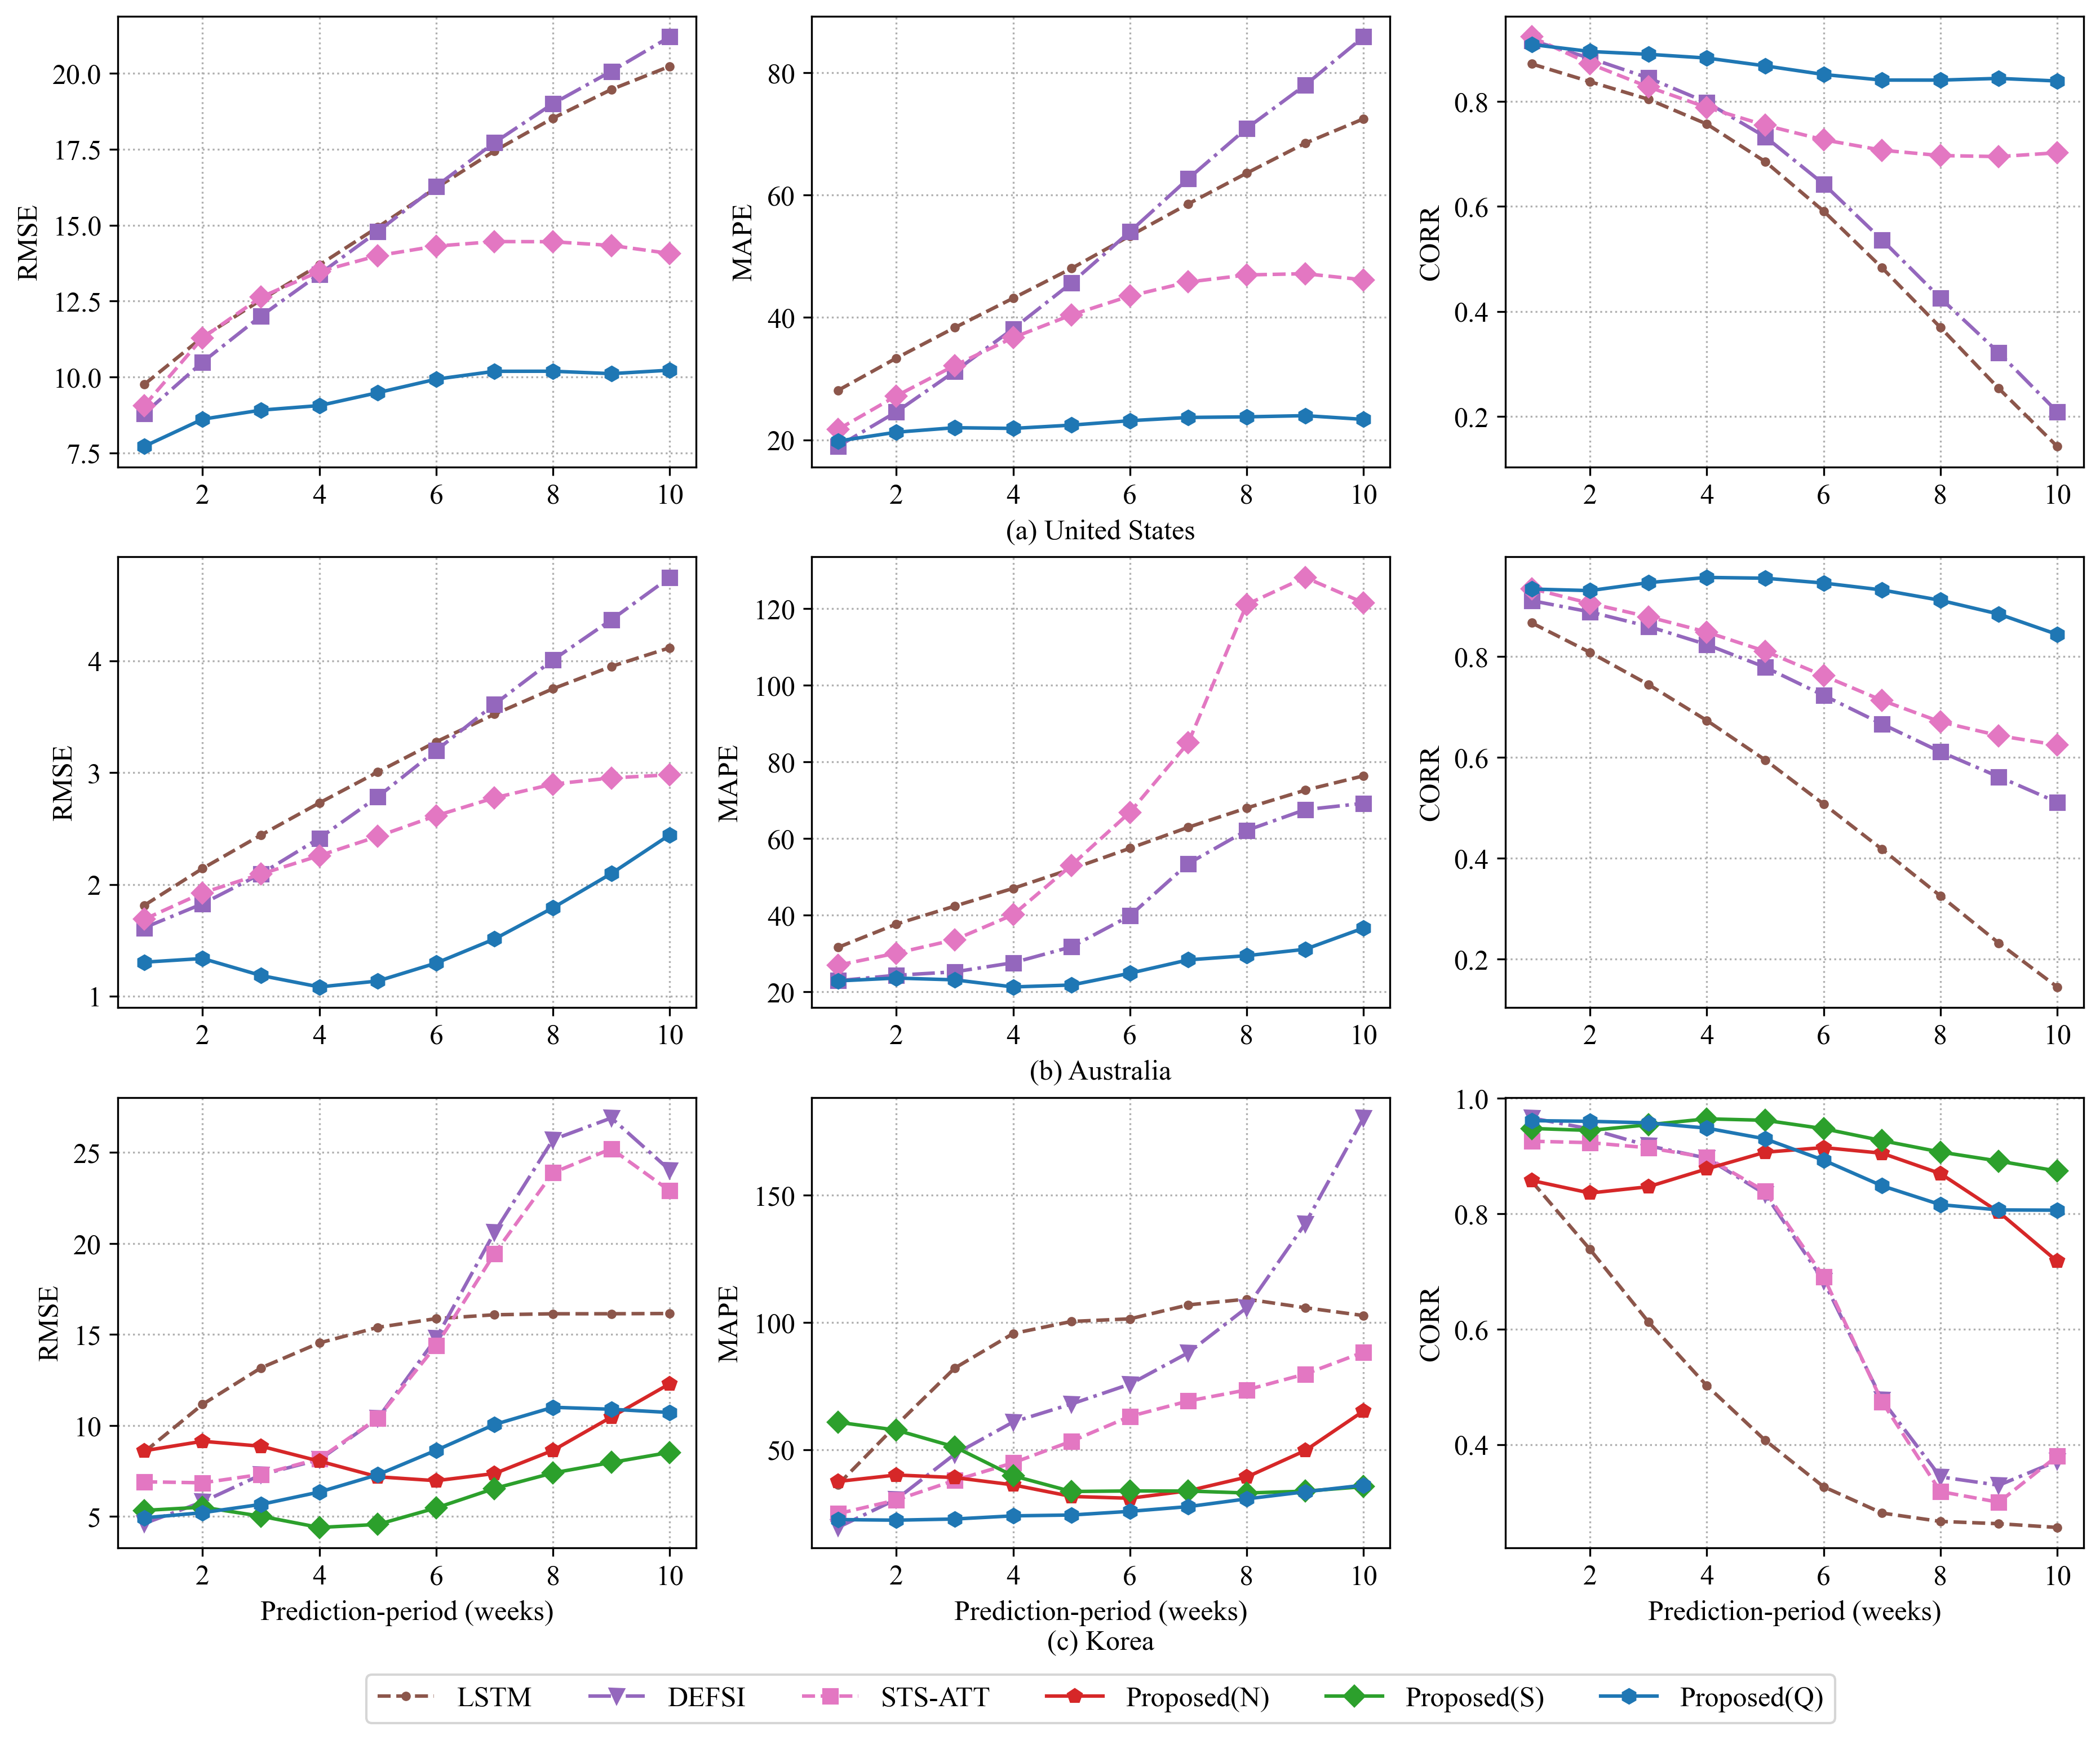 RMSE
20.0
17.5
15.0
12.5
10.0
7.5
2 4 6 8 10
MAPE
80
60
40
20
2 4 6 8 10
CORR
0.8
0.6
0.4
0.2
2 4 6 8 10
(a) United States
RMSE
4
3
2
1
2 4 6 8 10
MAPE
120
100
80
60
40
20
2 4 6 8 10
CORR
0.8
0.6
0.4
0.2
2 4 6 8 10
(b) Australia
RMSE
25
20
15
10
5
2 4 6 8 10
Prediction-period (weeks)
MAPE
150
100
50
2 4 6 8 10
Prediction-period (weeks)
CORR
1.0
0.8
0.6
0.4
2 4 6 8 10
Prediction-period (weeks)
(c) Korea
LSTM DEFSI STS-ATT Proposed(N) Proposed(S) Proposed(Q)